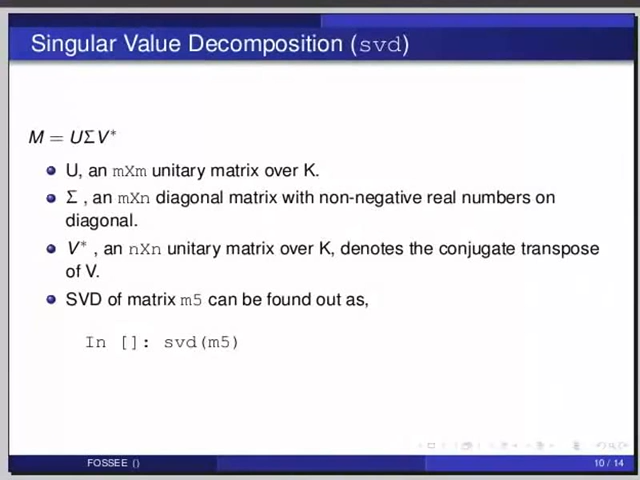 Singular Value Decomposition (svd)
M = UΣV*
U, an mXm unitary matrix over K.
Σ , an mXn diagonal matrix with non-negative real numbers on
diagonal.
V* , an nXn unitary matrix over K, denotes the conjugate transpose
of V.
SVD of matrix m5 can be found out as,
In []: svd(m5)
FOSSEE ()
10 / 14